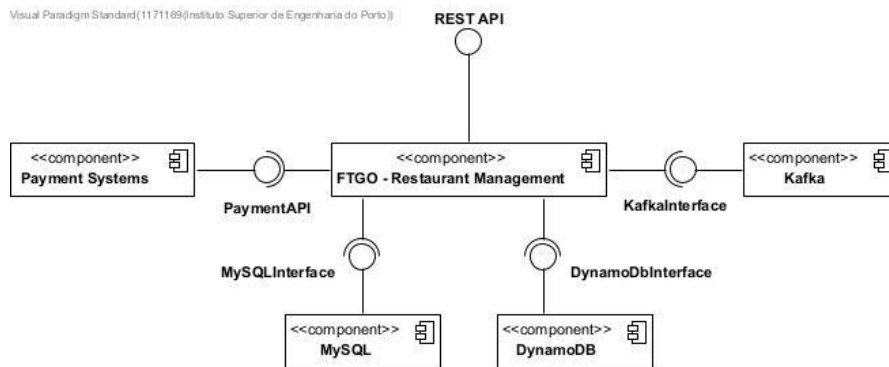 Visual Paradigm Standard(1171169(Instituto Superior de Engenharia do Porto))
REST API
<<component>>
Payment Systems
<<component>>
FTGO - Restaurant Management
<<component>>
Kafka
PaymentAPI
KafkaInterface
MySQLInterface
DynamoDbInterface
<<component>>
MySQL
<<component>>
DynamoDB